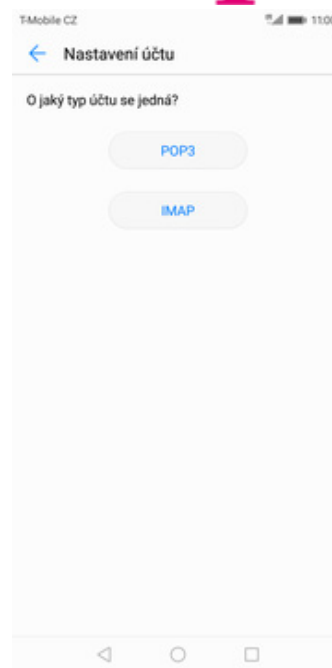 T-Mobile CZ 11:00
Nastavení účtu
O jaký typ účtu se jedná?
POP3
IMAP